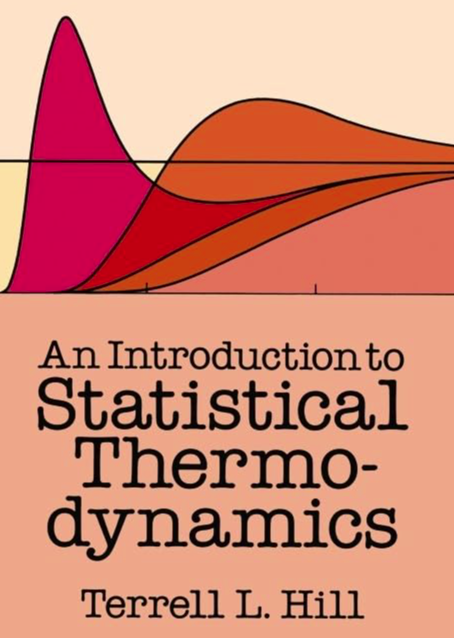 An Introduction to
Statistical
Thermo-
dynamics
Terrell L. Hill